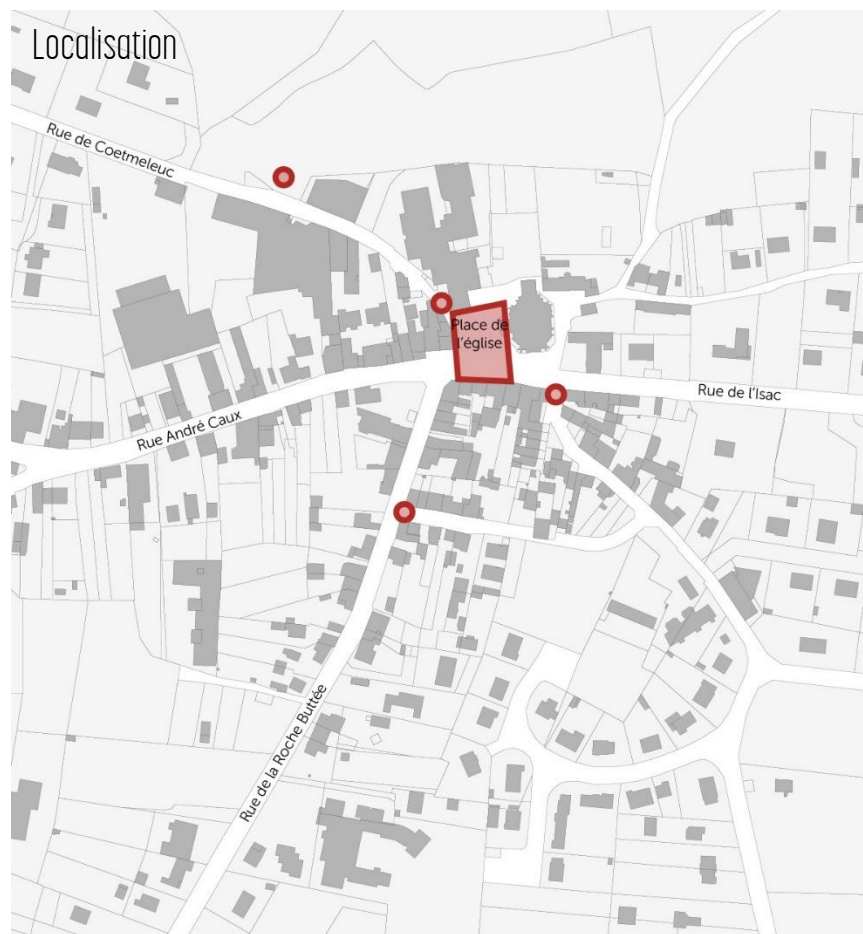 Localisation
Rue de Coetmeleuc
Place de
l'église
Rue de l'Isac
Rue André Caux
Rue de la Roche Buttée